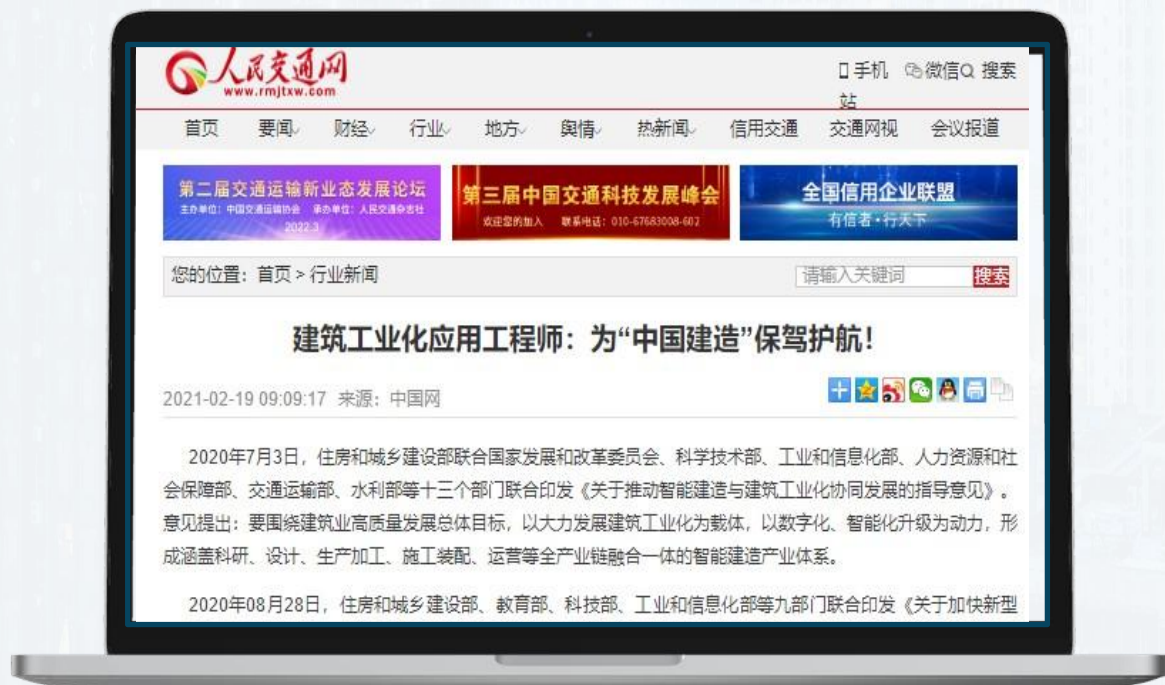 人民交通网
www.rmjtxw.com
手机站 微信 搜索
首页 要闻 财经 行业 地方 舆情 热新闻 信用交通 交通网视 会议报道
第二届交通运输新业态发展论坛
主办单位：中国交通运输协会 承办单位：人民交通杂志社
2022.3
第三届中国交通科技发展峰会
欢迎您的加入 联系电话：010-67683008-602
全国信用企业联盟
有信者·行天下
您的位置：首页 > 行业新闻
请输入关键词 搜索
建筑工业化应用工程师：为“中国建造”保驾护航！
2021-02-19 09:09:17 来源：中国网
2020年7月3日，住房和城乡建设部联合国家发展和改革委员会、科学技术部、工业和信息化部、人力资源和社
会保障部、交通运输部、水利部等十三个部门联合印发《关于推动智能建造与建筑工业化协同发展的指导意见》。
意见提出：要围绕建筑业高质量发展总体目标，以大力发展建筑工业化为载体，以数字化、智能化升级为动力，形
成涵盖科研、设计、生产加工、施工装配、运营等全产业链融合一体的智能建造产业体系。
2020年08月28日，住房和城乡建设部、教育部、科技部、工业和信息化部等九部门联合印发《关于加快新型